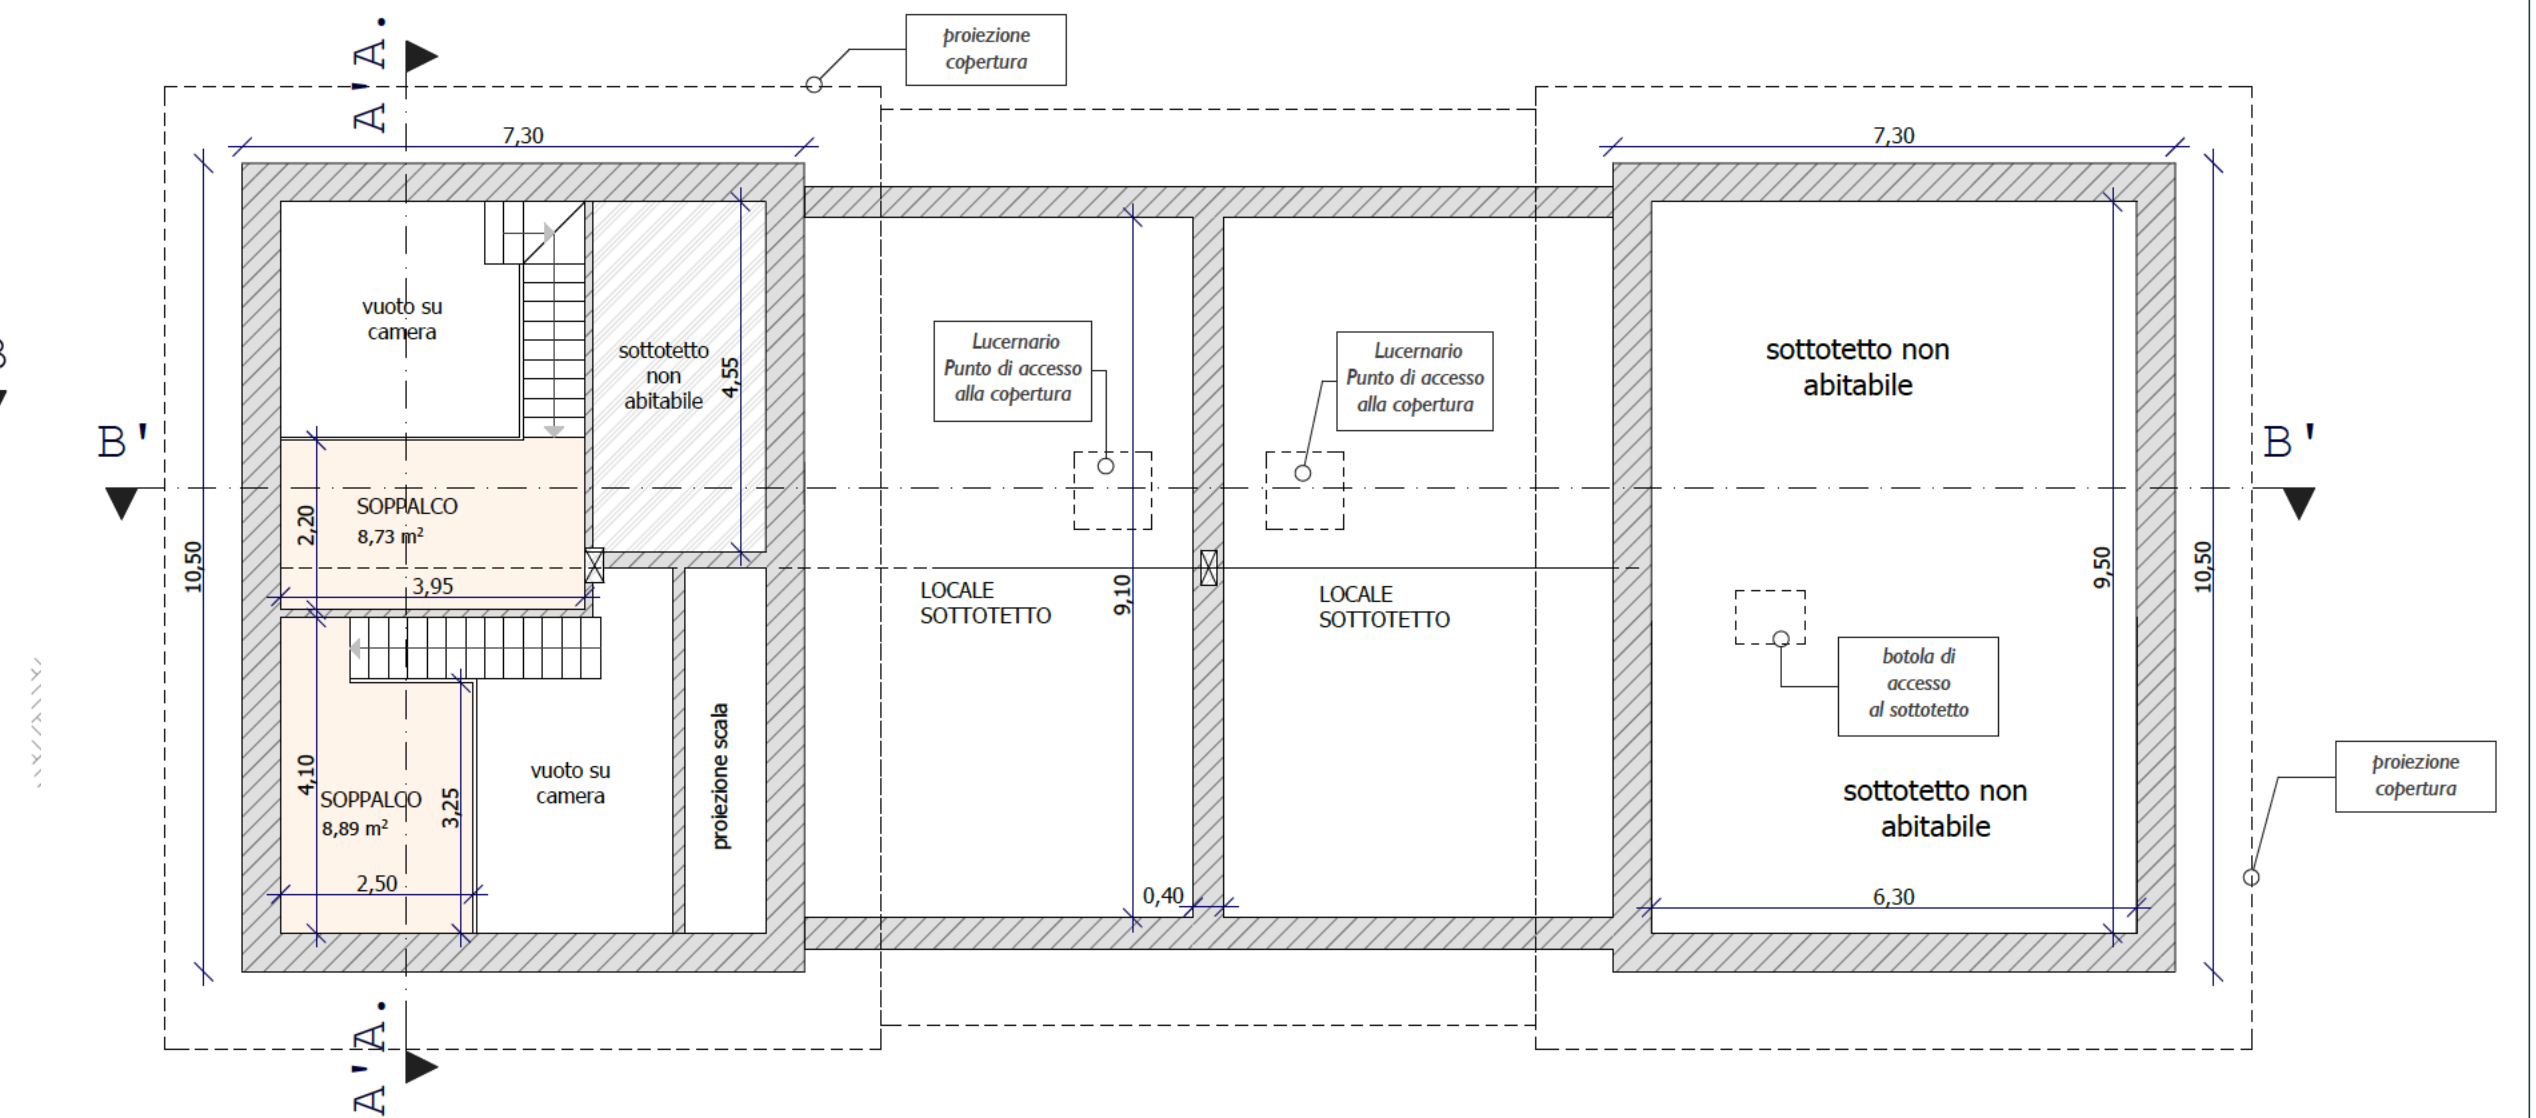 A' A.
proiezione
copertura
7,30
7,30
vuoto su
camera
sottotetto
non
abitabile
4,55
Lucernario
Punto di accesso
alla copertura
Lucernario
Punto di accesso
alla copertura
sottotetto non
abitabile
B'
B'
SOPPALCO
8,73 m²
2,20
3,95
10,50
LOCALE
SOTTOTETTO
9,10
LOCALE
SOTTOTETTO
9,50
10,50
botola di
accesso
al sottotetto
proiezione scala
4,10
SOPPALCO
8,89 m²
3,25
vuoto su
camera
sottotetto non
abitabile
proiezione
copertura
2,50
0,40
6,30
A' A.